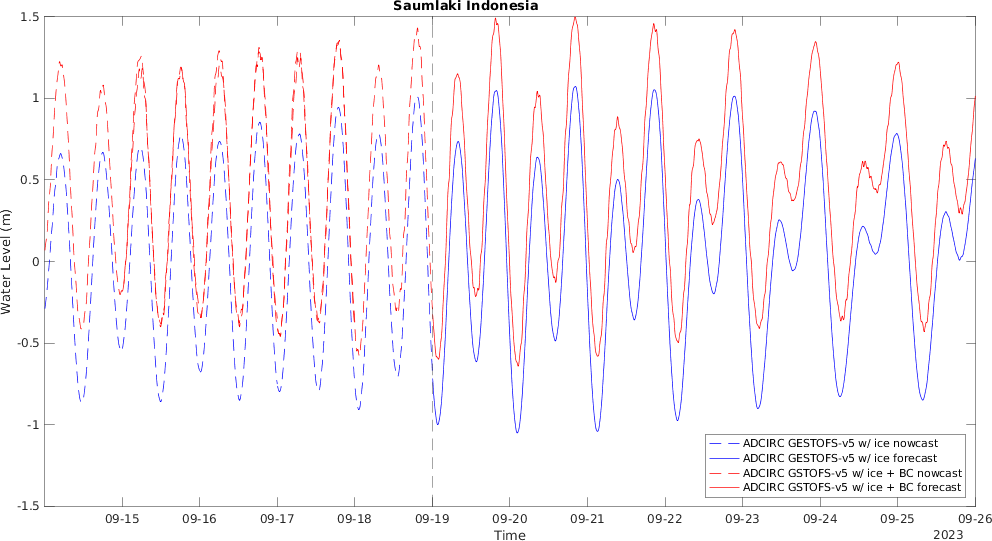 Saumlaki Indonesia
1.5
1
0.5
0
-0.5
-1
-1.5
Water Level (m)
09-15
09-16
09-17
09-18
09-19
09-20
09-21
09-22
09-23
09-24
09-25
09-26
Time
2023
ADCIRC GESTOFS-v5 w/ ice nowcast
ADCIRC GESTOFS-v5 w/ ice forecast
ADCIRC GSTOFS-v5 w/ ice + BC nowcast
ADCIRC GSTOFS-v5 w/ ice + BC forecast